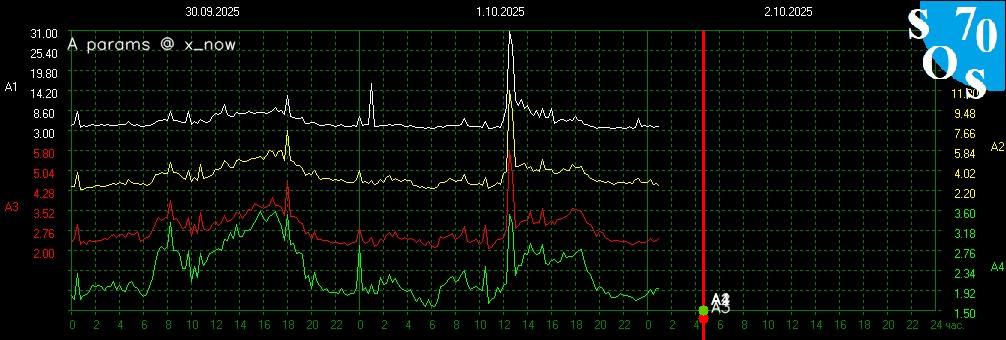 30.09.2025 1.10.2025 2.10.2025
SOS 70
A params @ x_now
A1
31.00
25.40
19.80
14.20
8.60
3.00
A3
5.80
5.04
4.28
3.52
2.76
2.00
A2
9.48
7.66
5.84
4.02
2.20
A4
3.60
3.18
2.76
2.34
1.92
1.50
A3
0 2 4 6 8 10 12 14 16 18 20 22 0 2 4 6 8 10 12 14 16 18 20 22 0 2 4 6 8 10 12 14 16 18 20 22 24 час.